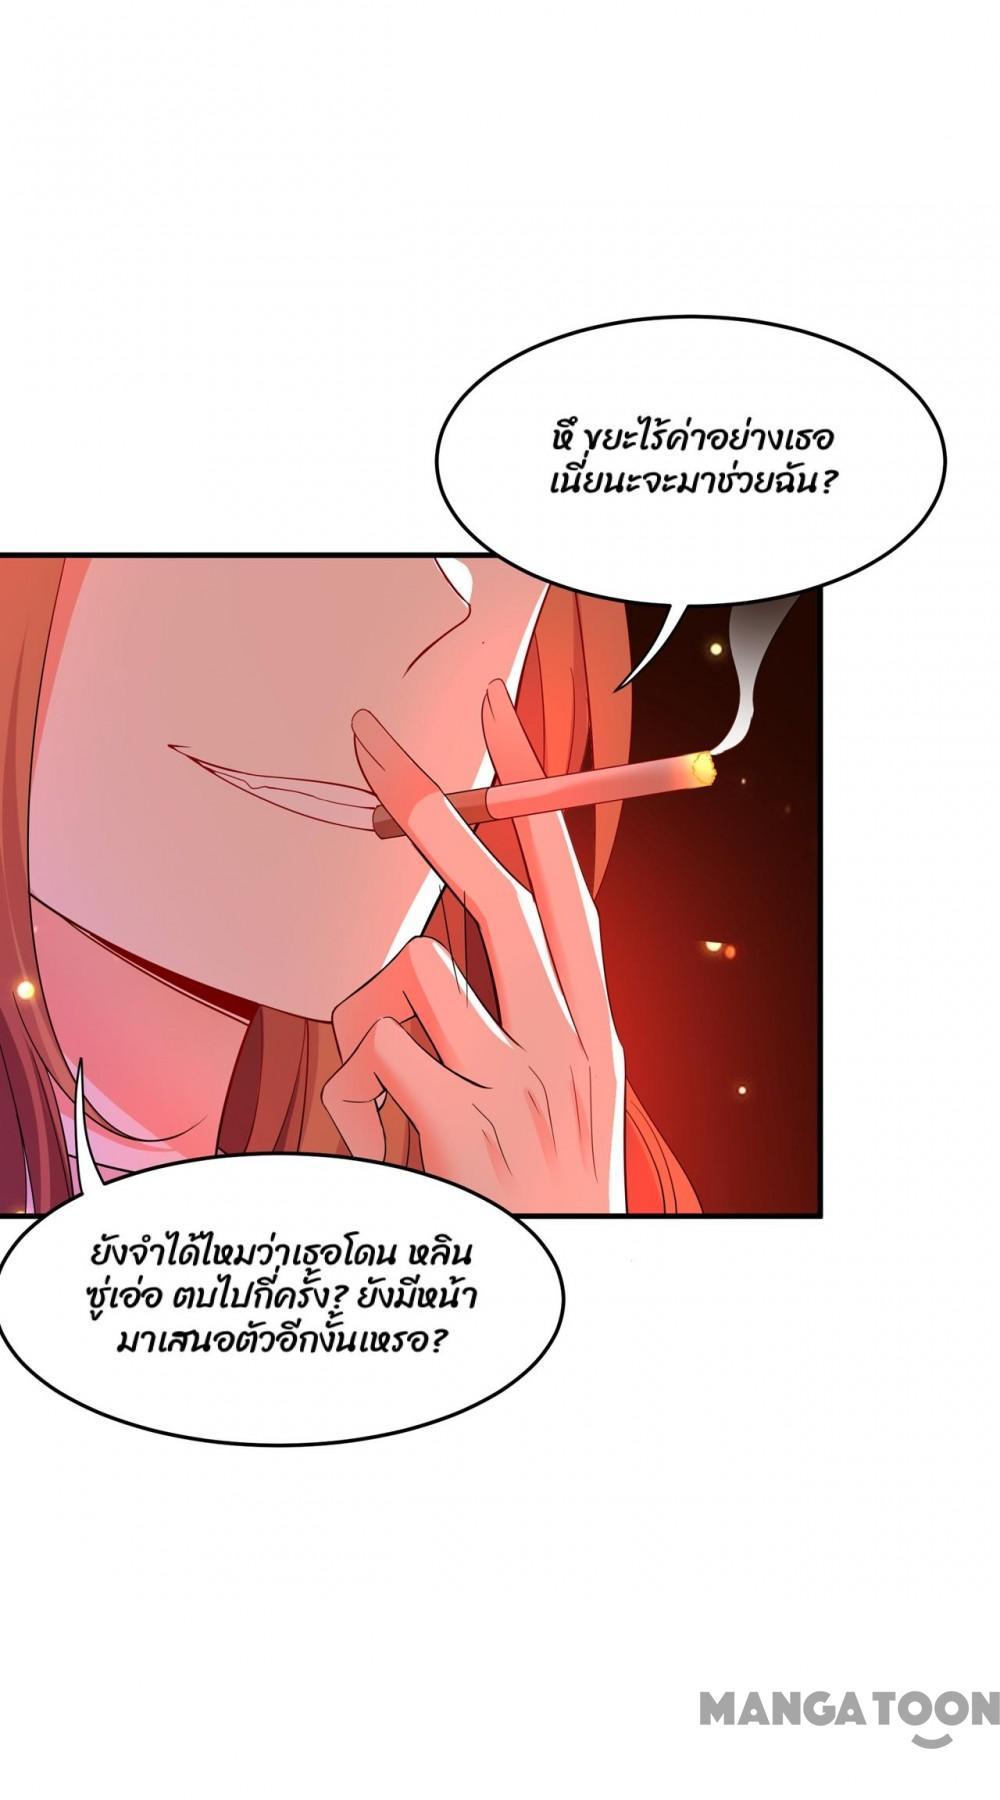 หึ ขยะไร้ค่าอย่างเธอ
เนี่ยนะจะมาช่วยฉัน?
ยังจำได้ไหมว่าเธอโดน หลิน
ซู่เอ๋อ ตบไปกี่ครั้ง? ยังมีหน้า
มาเสนอตัวอีกงั้นเหรอ?
MANGATOON